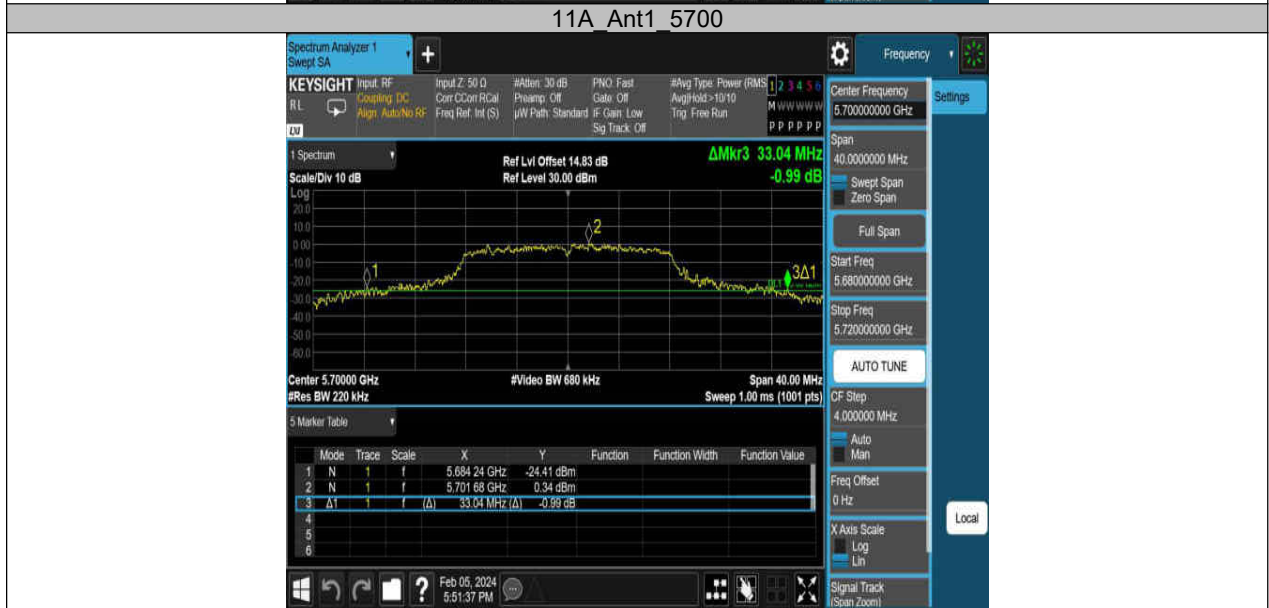 11A_Ant1_5700
Spectrum Analyzer 1
Swept SA
+
Frequency
KEYSIGHT
RL
LXI
Input: RF
Coupling: DC
Align: Auto/No RF
Input Z: 50 Ω
Corr CCorr RCal
Freq Ref: Int (S)
#Atten: 30 dB
Preamp: Off
µW Path: Standard
PNO: Fast
Gate: Off
IF Gain: Low
Sig Track: Off
#Avg Type: Power (RMS
Avg|Hold:>10/10
Trig: Free Run
1 2 3 4 5 6
M W W W W W
P P P P P P
Center Frequency
5.700000000 GHz
Settings
1 Spectrum
Scale/Div 10 dB
Ref Lvl Offset 14.83 dB
Ref Level 30.00 dBm
ΔMkr3 33.04 MHz
-0.99 dB
Span
40.0000000 MHz
Swept Span
Zero Span
Full Span
Log
20.0
10.0
0.00
-10.0
-20.0
-30.0
-40.0
-50.0
-60.0
1
2
3Δ1
Start Freq
5.680000000 GHz
Stop Freq
5.720000000 GHz
AUTO TUNE
Center 5.70000 GHz
#Video BW 680 kHz
Span 40.00 MHz
#Res BW 220 kHz
Sweep 1.00 ms (1001 pts)
CF Step
4.000000 MHz
Auto
Man
5 Marker Table
Mode Trace Scale X Y Function Function Width Function Value
1 N 1 f 5.684 24 GHz -24.41 dBm
2 N 1 f 5.701 68 GHz 0.34 dBm
3 Δ1 1 f (Δ) 33.04 MHz (Δ) -0.99 dB
4
5
6
Freq Offset
0 Hz
X Axis Scale
Log
Lin
Local
Signal Track
(Span Zoom)
?
Feb 05, 2024
5:51:37 PM